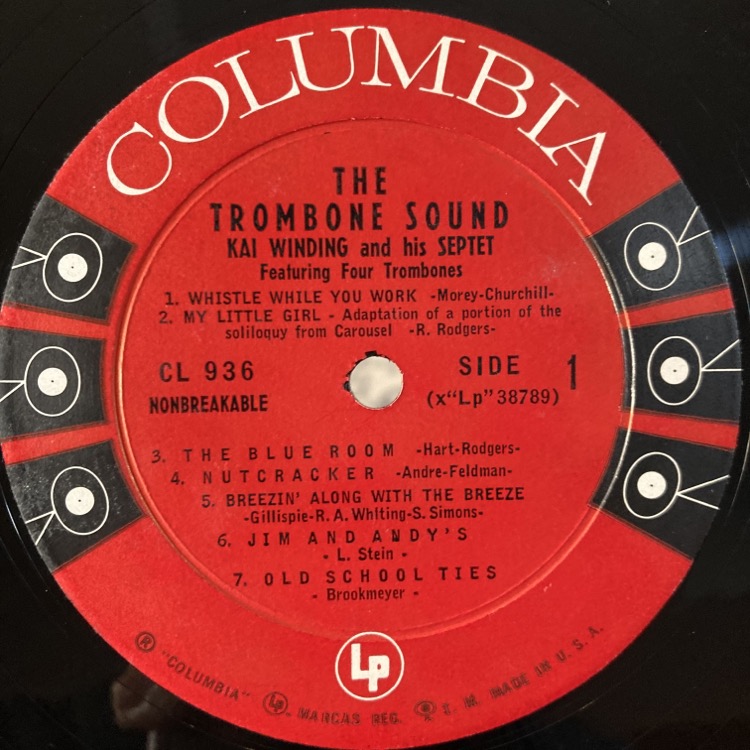 COLUMBIA
THE
TROMBONE SOUND
KAI WINDING and his SEPTET
Featuring Four Trombones
1. WHISTLE WHILE YOU WORK -Morey-Churchill-
2. MY LITTLE GIRL - Adaptation of a portion of the
soliloquy from Carousel -R. Rodgers-
CL 936
NONBREAKABLE
SIDE 1
(x"Lp" 38789)
3. THE BLUE ROOM -Hart-Rodgers-
4. NUTCRACKER -Andre-Feldman-
5. BREEZIN' ALONG WITH THE BREEZE
-Gillispie-R. A. Whlting-S. Simons-
6. JIM AND ANDY'S
- L. Stein -
7. OLD SCHOOL TIES
- Brookmeyer -
Lp
® "COLUMBIA" Lp. MARCAS REG. S. M. MADE IN U. S. A.